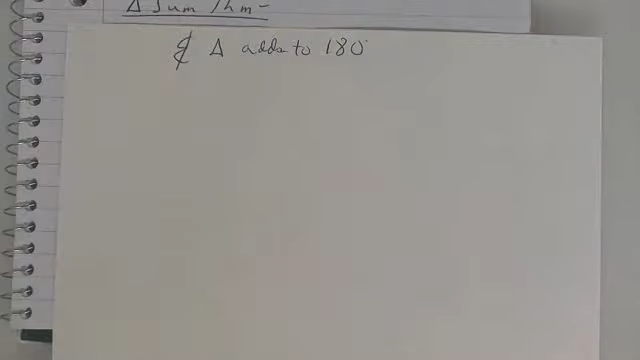 Δ Sum Thm-
∡ Δ adds to 180°